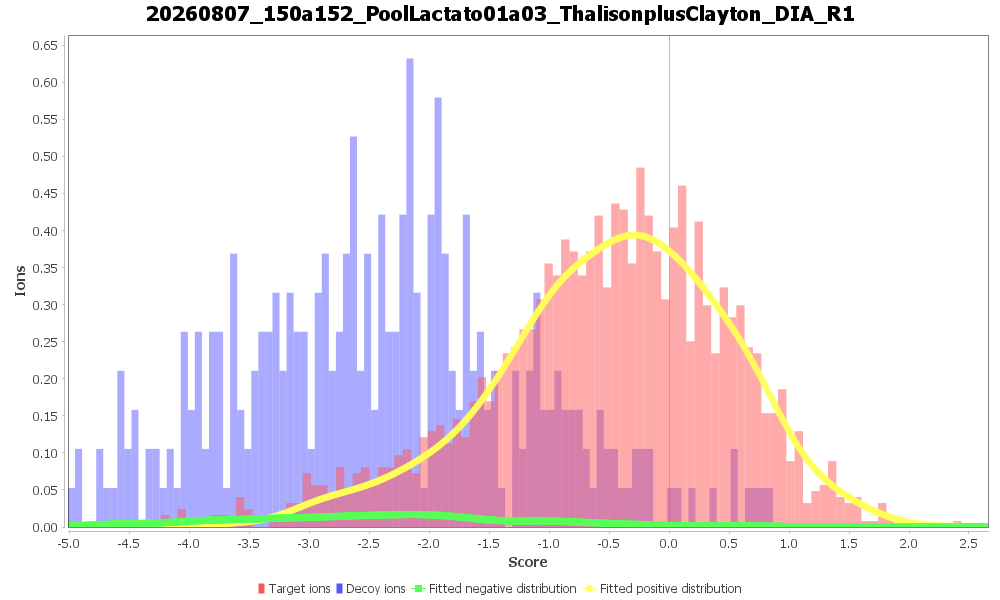 20260807_150a152_PoolLactato01a03_ThalisonplusClayton_DIA_R1
Ions
0.65
0.60
0.55
0.50
0.45
0.40
0.35
0.30
0.25
0.20
0.15
0.10
0.05
0.00
-5.0 -4.5 -4.0 -3.5 -3.0 -2.5 -2.0 -1.5 -1.0 -0.5 0.0 0.5 1.0 1.5 2.0 2.5
Score
Target ions Decoy ions Fitted negative distribution Fitted positive distribution